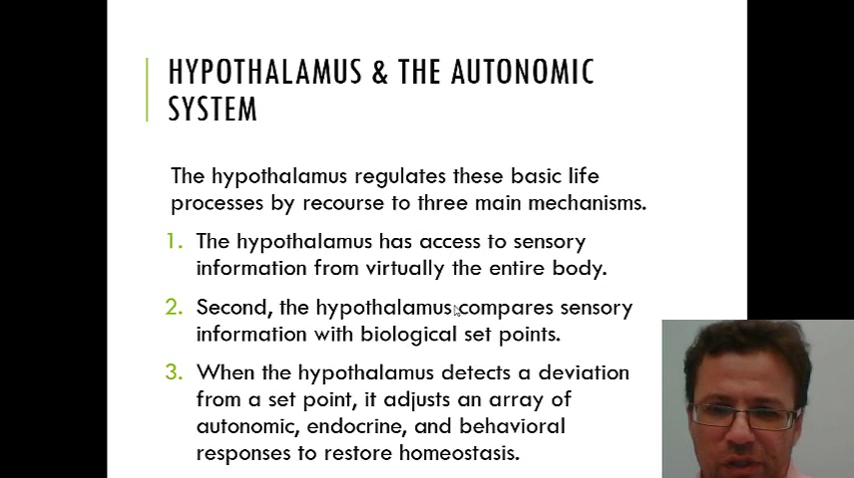 HYPOTHALAMUS & THE AUTONOMIC
SYSTEM
The hypothalamus regulates these basic life
processes by recourse to three main mechanisms.
1. The hypothalamus has access to sensory
information from virtually the entire body.
2. Second, the hypothalamus compares sensory
information with biological set points.
3. When the hypothalamus detects a deviation
from a set point, it adjusts an array of
autonomic, endocrine, and behavioral
responses to restore homeostasis.